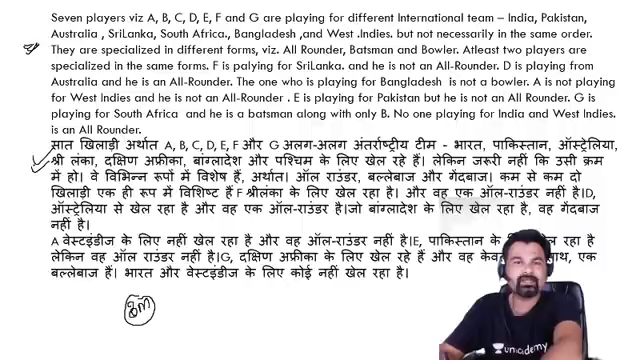 Seven players viz A, B, C, D, E, F and G are playing for different International team – India, Pakistan,
Australia , SriLanka, South Africa., Bangladesh ,and West .Indies. but not necessarily in the same order.
They are specialized in different forms, viz. All Rounder, Batsman and Bowler. Atleast two players are
specialized in the same forms. F is palying for SriLanka. and he is not an All-Rounder. D is playing from
Australia and he is an All-Rounder. The one who is playing for Bangladesh is not a bowler. A is not playing
for West Indies and he is not an All-Rounder . E is playing for Pakistan but he is not an All Rounder. G is
playing for South Africa and he is a batsman along with only B. No one playing for India and West Indies.
is an All Rounder.
सात खिलाड़ी अर्थात A, B, C, D, E, F और G अलग-अलग अंतर्राष्ट्रीय टीम - भारत, पाकिस्तान, ऑस्ट्रेलिया,
श्री लंका, दक्षिण अफ्रीका, बांग्लादेश और पश्चिम के लिए खेल रहे हैं। लेकिन जरूरी नहीं कि उसी क्रम
में हो। वे विभिन्न रूपों में विशेष हैं, अर्थात। ऑल राउंडर, बल्लेबाज और गेंदबाज। कम से कम दो
खिलाड़ी एक ही रूप में विशिष्ट हैं F श्रीलंका के लिए खेल रहा है। और वह एक ऑल-राउंडर नहीं है।D,
ऑस्ट्रेलिया से खेल रहा है और वह एक ऑल-राउंडर है।जो बांग्लादेश के लिए खेल रहा है, वह गेंदबाज
नहीं है।
A वेस्टइंडीज के लिए नहीं खेल रहा है और वह ऑल-राउंडर नहीं है।E, पाकिस्तान के खेल रहा है
लेकिन वह ऑल-राउंडर नहीं है।G, दक्षिण अफ्रीका के लिए खेल रहे हैं और वह एक
बल्लेबाज हैं। भारत और वेस्टइंडीज के लिए कोई नहीं खेल रहा है।
unacademy